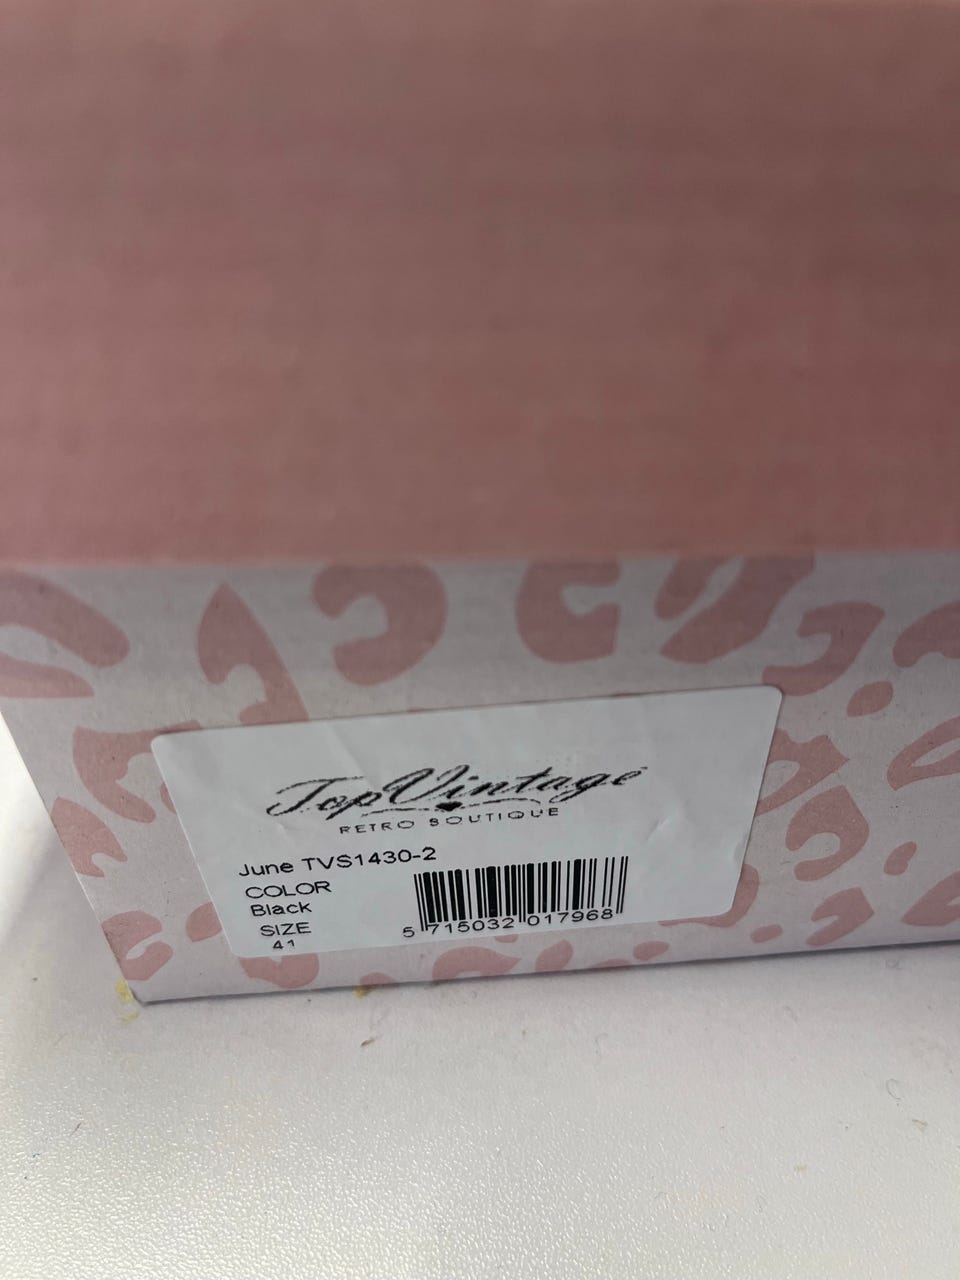 TopVintage
RETRO BOUTIQUE
June TVS1430-2
COLOR
Black
SIZE
41
5 715032 017968